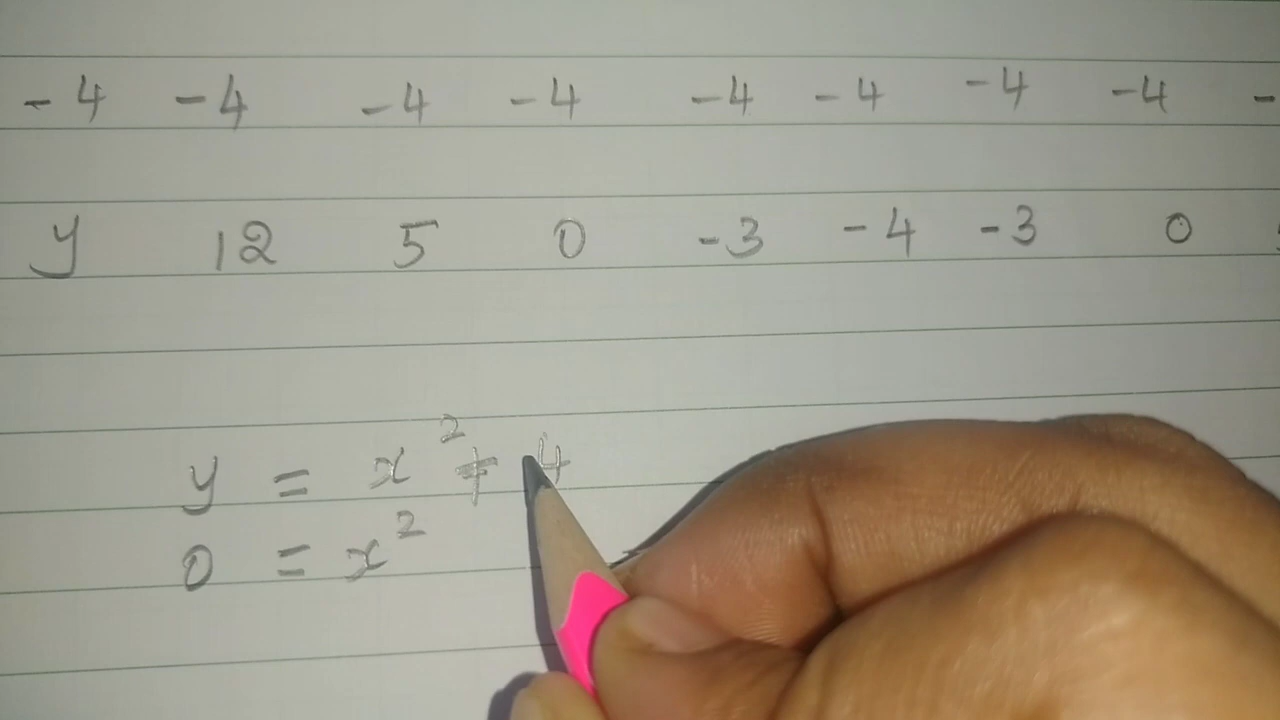 -4 -4 -4 -4 -4 -4 -4 -4 -
y 12 5 0 -3 -4 -3 0
y = x² + 4
0 = x²